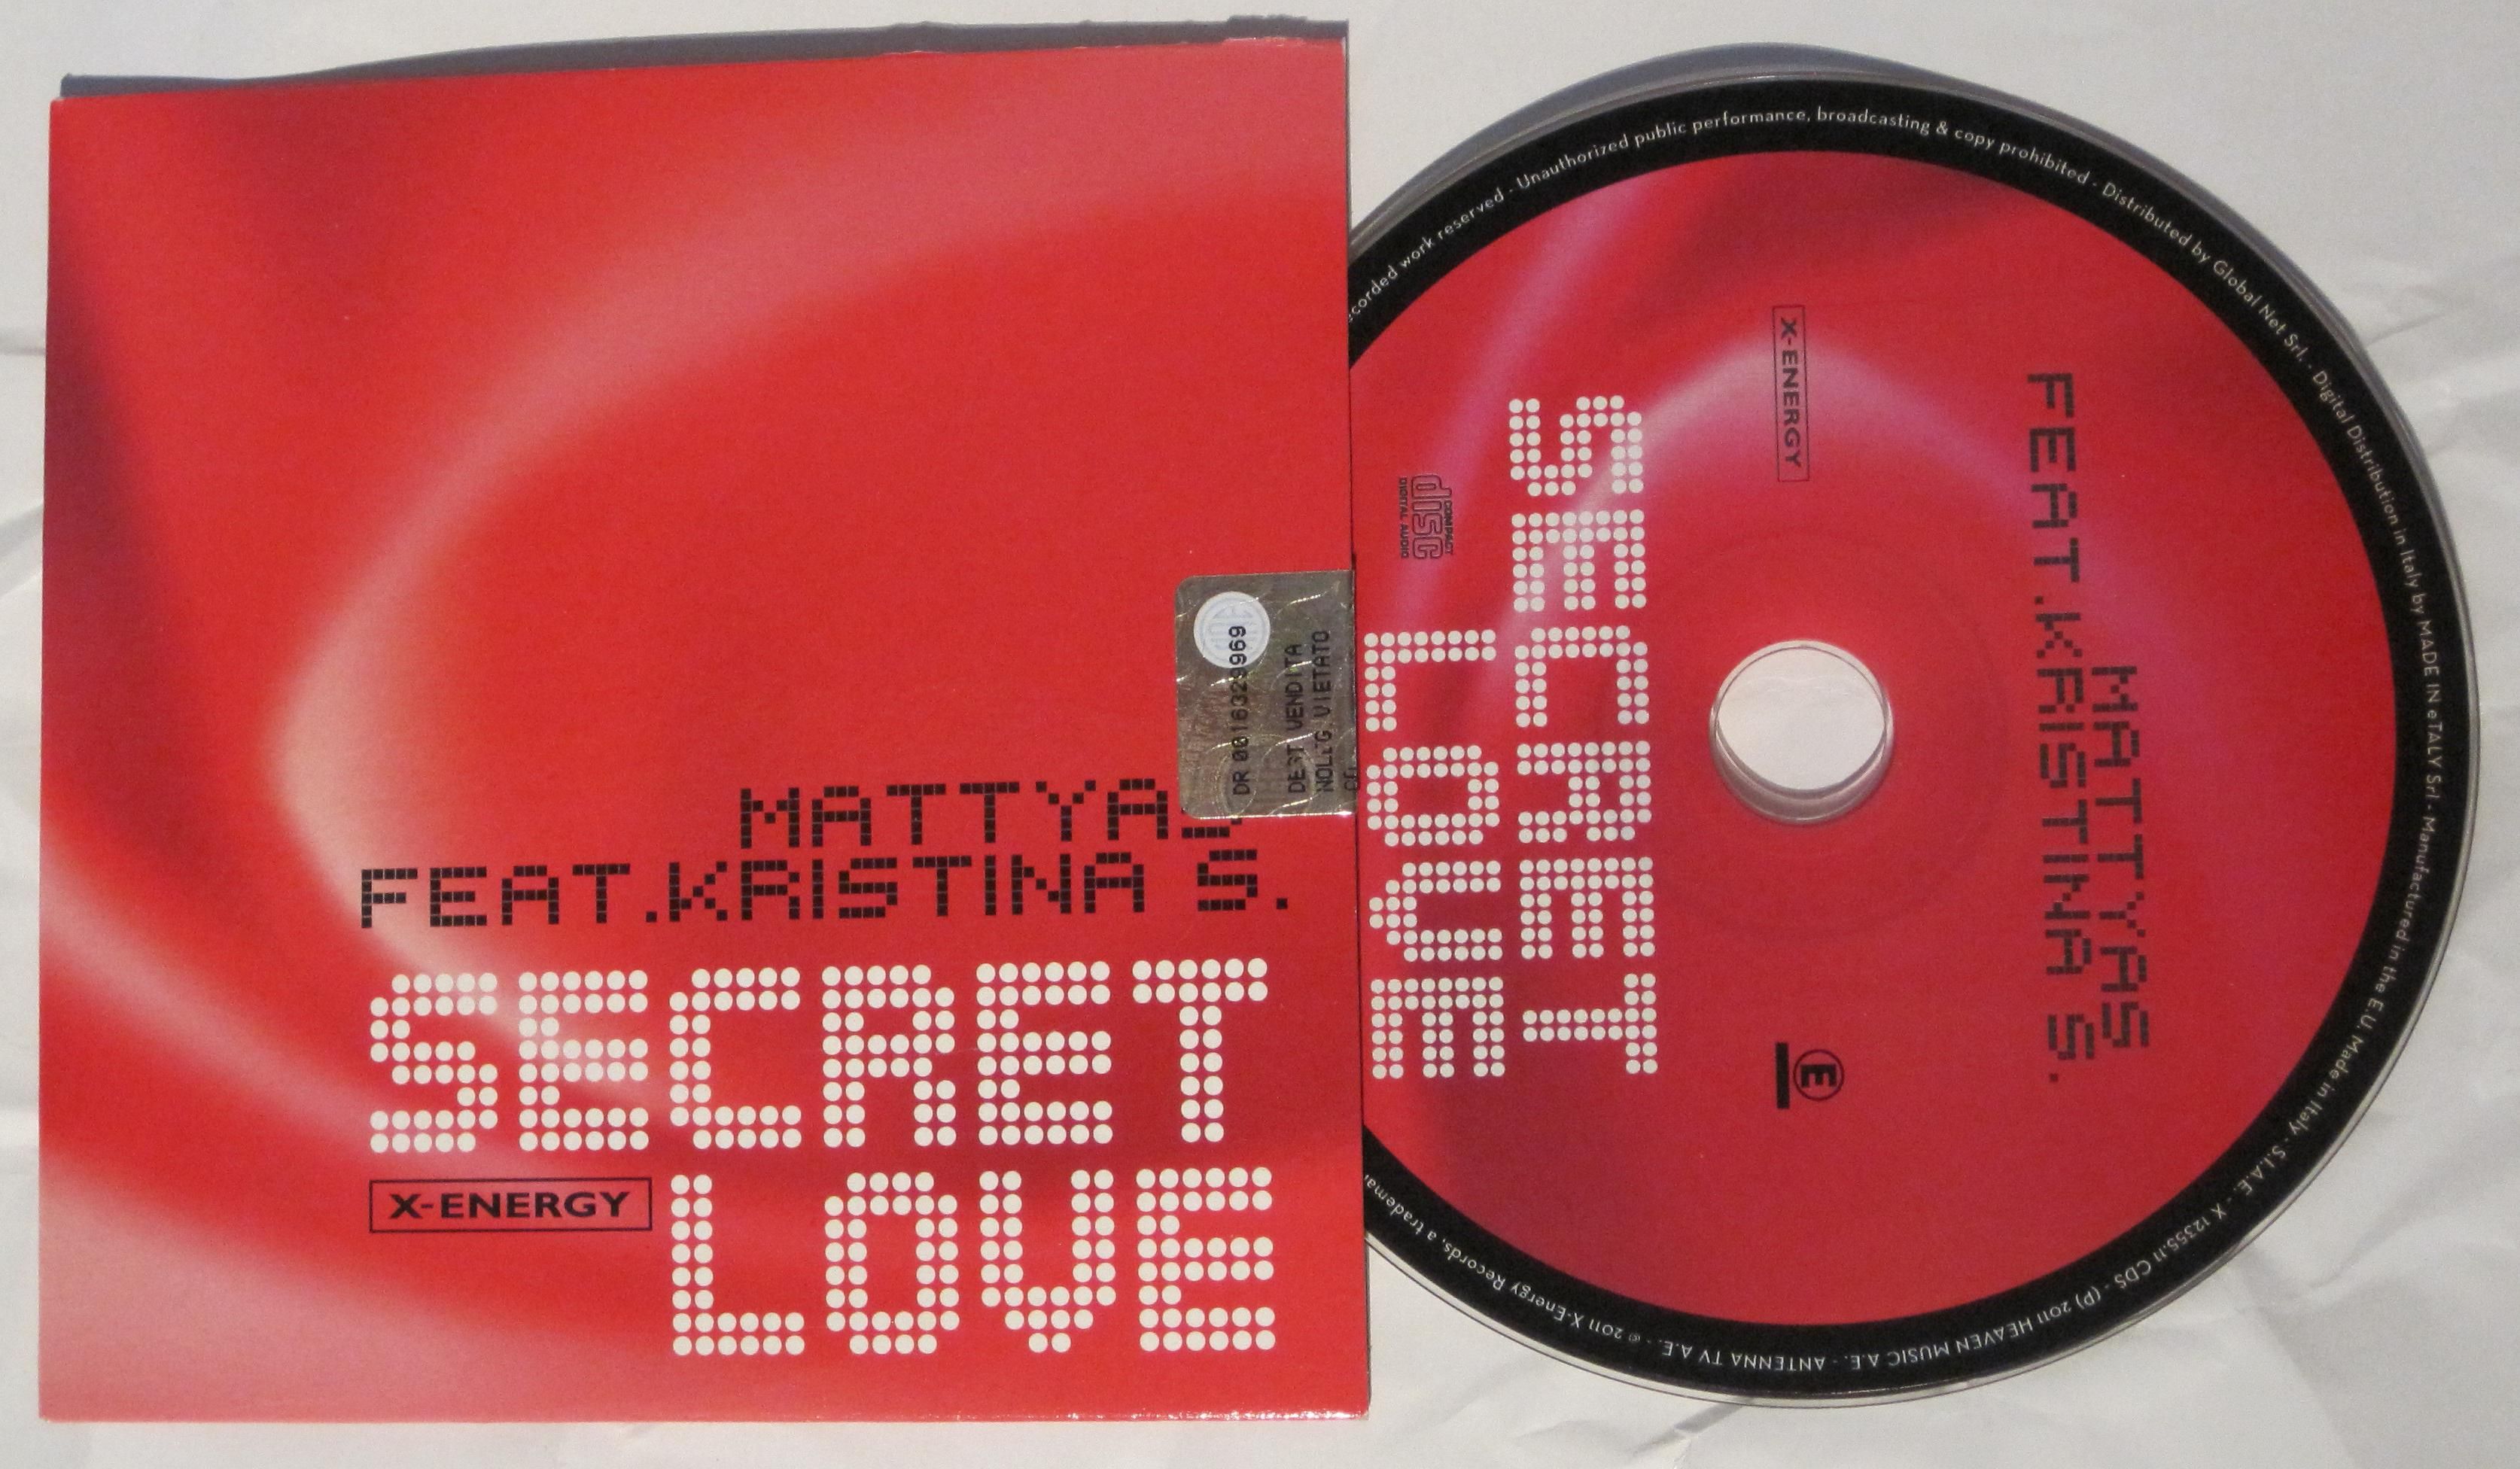 MATTYAS
FEAT.KRISTINA S.
SECRET
LOVE
X-ENERGY
DR 001632
9969
DEST VENDITA
VIETATO
X-ENERGY
SECRET
LOVE
COMPACT
disc
DIGITAL AUDIO
MATTYAS
FEAT.KRISTINA S.
E
work reserved - Unauthorized public performance, broadcasting & copy prohibited - Distributed by Global Net Srl. - Digital Distribution in Italy by MADE IN eTALY Srl - Manufactured in the E.U. Made in Italy - S.I.A.E. - X 12355.11 CDS - (P) 2011 HEAVEN MUSIC A.E. - ANTENNA TV A.E. - © 2011 X-Energy Records, a